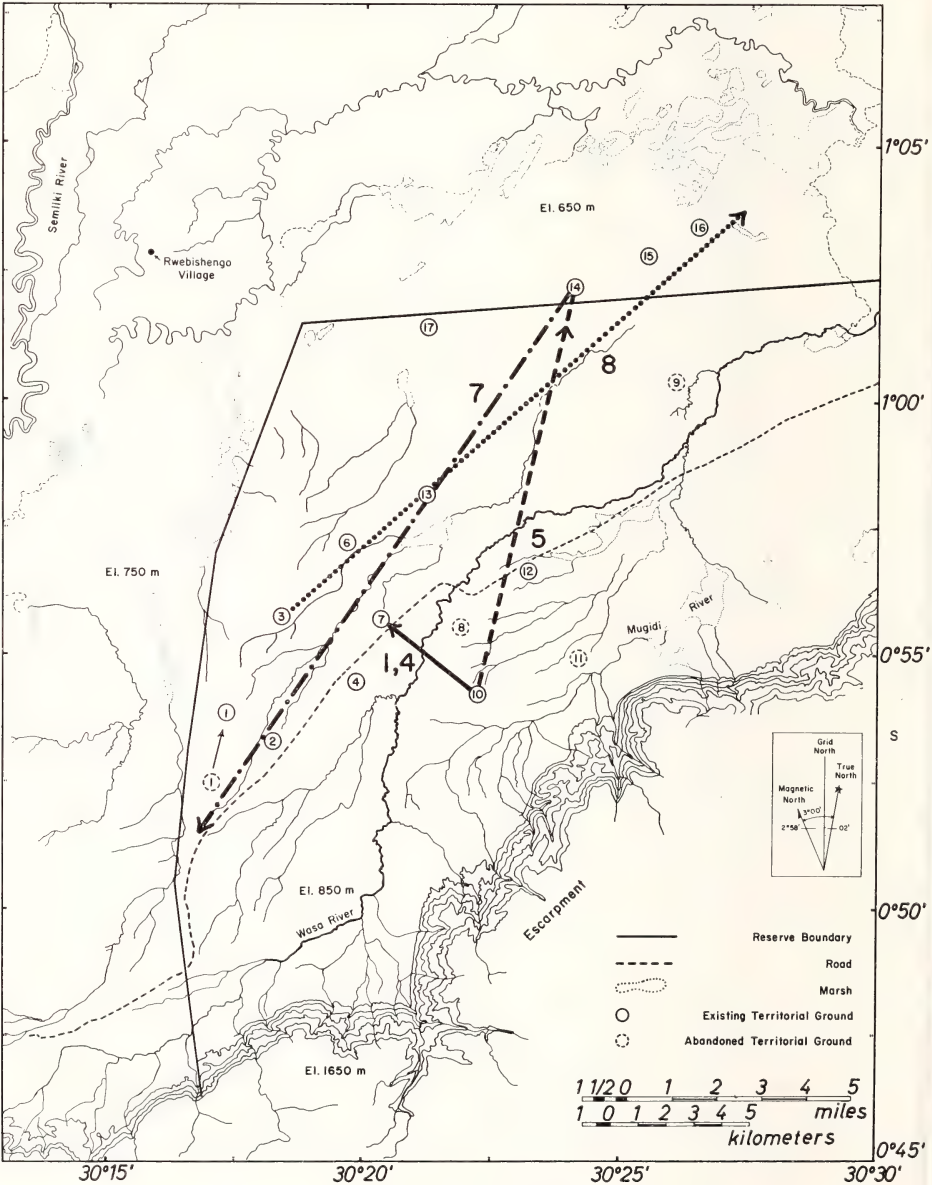 1°05'
Semliki River
El. 650 m
16
15
Rwebishengo
Village
14
17
8
7
9
1°00'
13
5
6
El. 750 m
12
3
7
8
Mugidi River
1,4
11
0°55'
4
10
1
2
S
1
Grid
North
True
North
Magnetic
North
3°00'
2°58'
02'
El. 850 m
Wasa River
Escarpment
0°50'
Reserve Boundary
Road
Marsh
Existing Territorial Ground
Abandoned Territorial Ground
El. 1650 m
1 1/2 0 1 2 3 4 5
miles
1 0 1 2 3 4 5
kilometers
0°45'
30°15' 30°20' 30°25' 30°30'